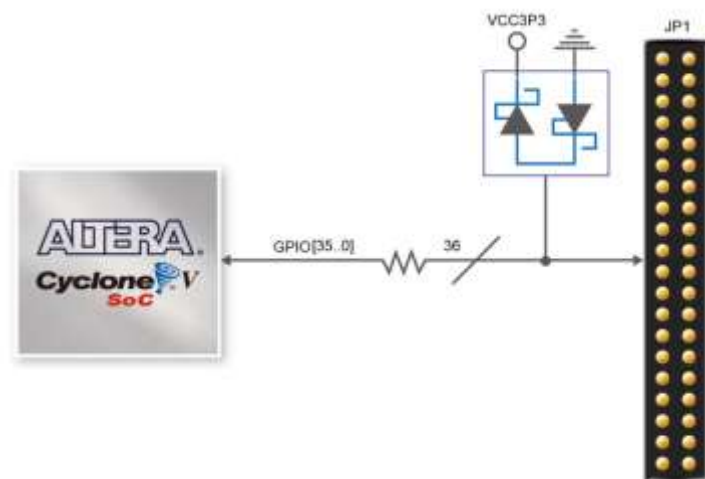 VCC3P3
JP1
ALTERA.
GPIO[35..0]
36
Cyclone V
SoC